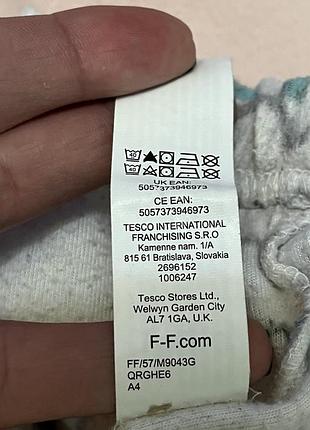 40
40
UK EAN:
5057373946973
CE EAN:
5057373946973
TESCO INTERNATIONAL
FRANCHISING S.R.O
Kamenne nam. 1/A
815 61 Bratislava, Slovakia
2696152
1006247
Tesco Stores Ltd.,
Welwyn Garden City
AL7 1GA, U.K.
F-F.com
FF/57/M9043G
QRGHE6
A4